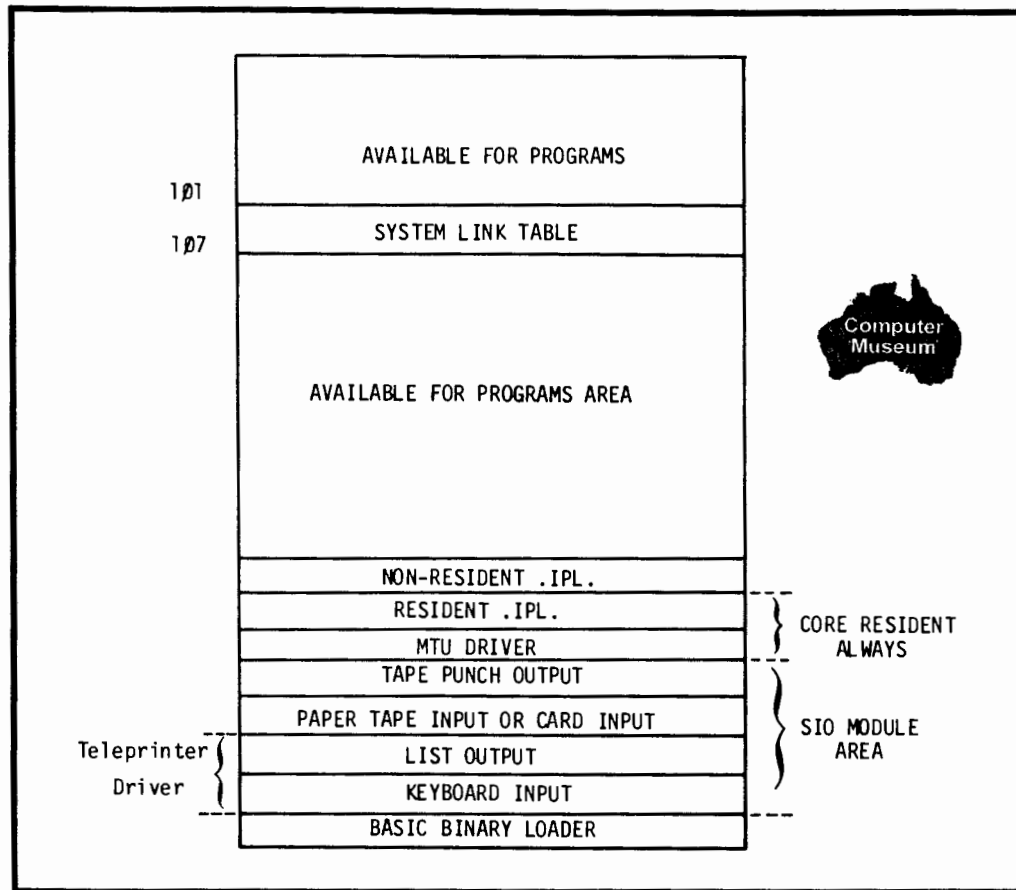 AVAILABLE FOR PROGRAMS
1Ø1
SYSTEM LINK TABLE
1Ø7
Computer
Museum
AVAILABLE FOR PROGRAMS AREA
NON-RESIDENT .IPL.
RESIDENT .IPL.
CORE RESIDENT
ALWAYS
MTU DRIVER
TAPE PUNCH OUTPUT
PAPER TAPE INPUT OR CARD INPUT
SIO MODULE
AREA
Teleprinter
Driver
LIST OUTPUT
KEYBOARD INPUT
BASIC BINARY LOADER